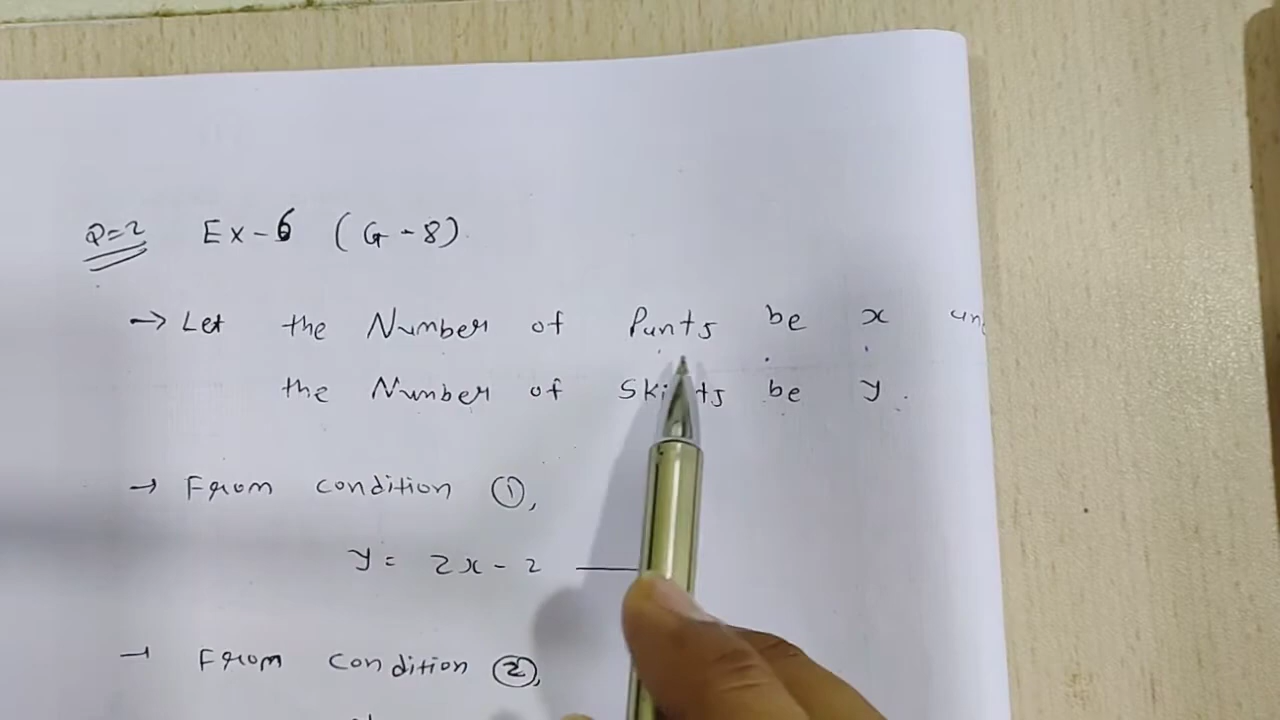 Q=2 Ex-6 (G-8)
→ Let the Number of Pants be x
the Number of Skirts be y.
→ From condition ①,
y = 2x - 2
→ From condition ②,